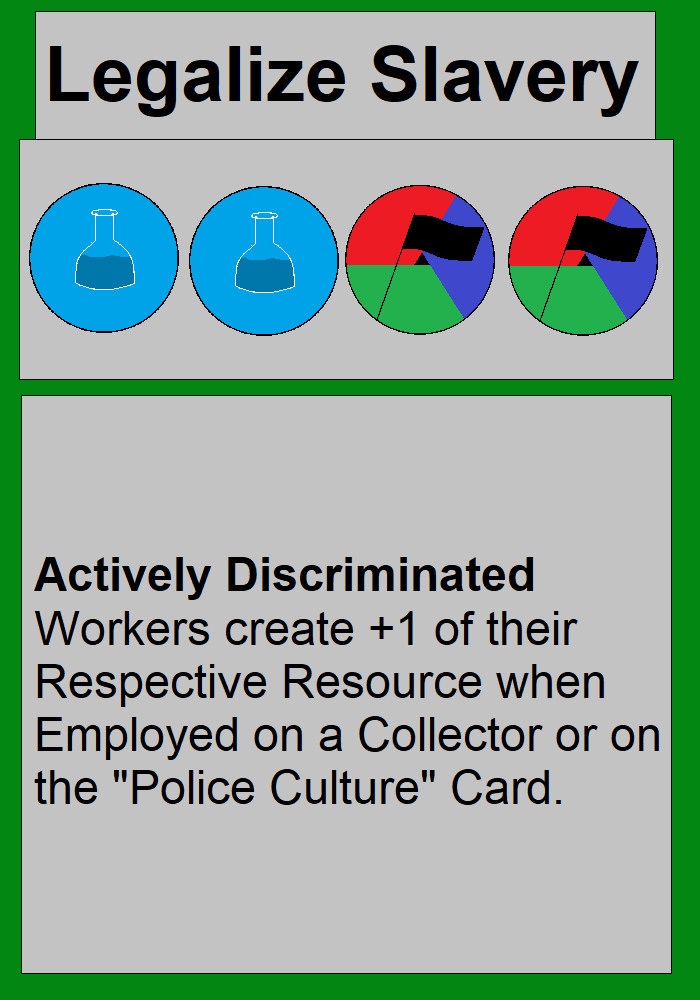 Legalize Slavery
Actively Discriminated
Workers create +1 of their
Respective Resource when
Employed on a Collector or on
the "Police Culture" Card.